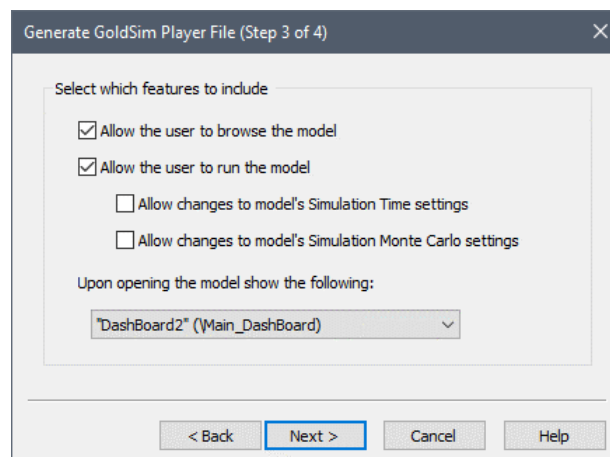 Generate GoldSim Player File (Step 3 of 4)
Select which features to include
Allow the user to browse the model
Allow the user to run the model
Allow changes to model's Simulation Time settings
Allow changes to model's Simulation Monte Carlo settings
Upon opening the model show the following:
"DashBoard2" (\Main_DashBoard)
< Back Next > Cancel Help